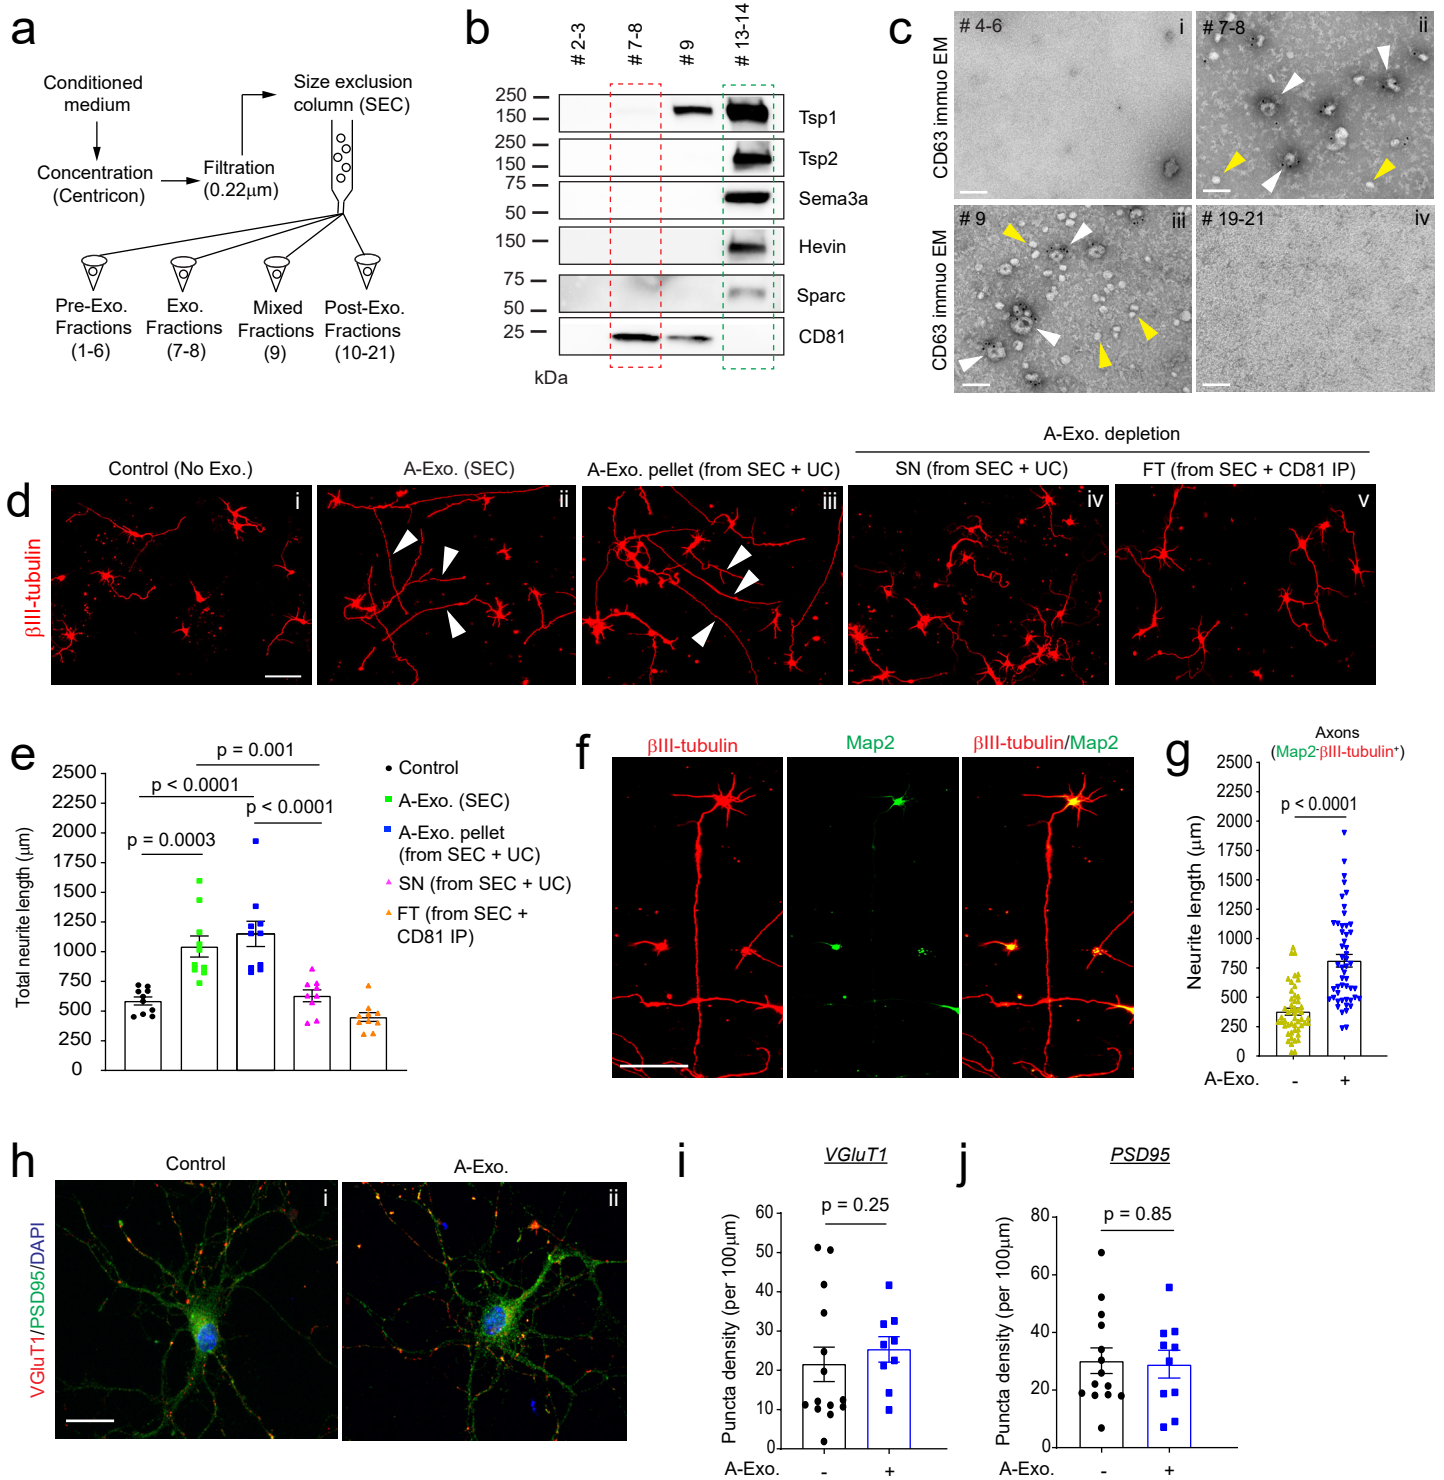 a
Conditioned
medium
Concentration
(Centricon)
Filtration
(0.22µm)
Size exclusion
column (SEC)
Pre-Exo.
Fractions
(1-6)
Exo.
Fractions
(7-8)
Mixed
Fractions
(9)
Post-Exo.
Fractions
(10-21)
b
# 2-3
# 7-8
# 9
# 13-14
250
150
Tsp1
250
150
Tsp2
75
50
Sema3a
150
Hevin
75
50
Sparc
25
CD81
kDa
c
CD63 immuo EM
# 4-6
i
# 7-8
ii
CD63 immuo EM
# 9
iii
# 19-21
iv
d
A-Exo. depletion
Control (No Exo.)
A-Exo. (SEC)
A-Exo. pellet (from SEC + UC)
SN (from SEC + UC)
FT (from SEC + CD81 IP)
βIII-tubulin
i
ii
iii
iv
v
e
Total neurite length (µm)
2500
2250
2000
1750
1500
1250
1000
750
500
250
0
p = 0.001
p < 0.0001
p < 0.0001
p = 0.0003
Control
A-Exo. (SEC)
A-Exo. pellet
(from SEC + UC)
SN (from SEC + UC)
FT (from SEC +
CD81 IP)
f
βIII-tubulin
Map2
βIII-tubulin/Map2
g
Axons
(Map2-βIII-tubulin+)
Neurite length (µm)
2500
2250
2000
1750
1500
1250
1000
750
500
250
0
p < 0.0001
A-Exo. - +
h
Control
A-Exo.
VGluT1/PSD95/DAPI
i
ii
i
VGluT1
p = 0.25
Puncta density (per 100µm)
60
50
40
30
20
10
0
A-Exo. - +
j
PSD95
p = 0.85
Puncta density (per 100µm)
80
60
40
20
0
A-Exo. - +